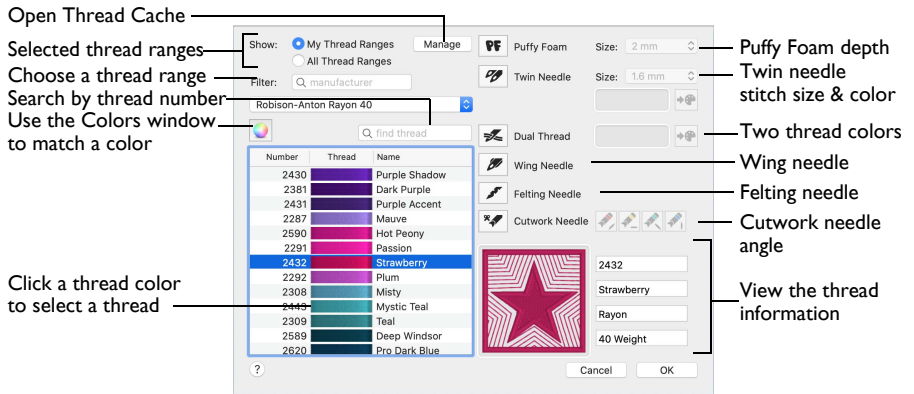 Open Thread Cache
Selected thread ranges
Choose a thread range
Search by thread number
Use the Colors window
to match a color
Click a thread color
to select a thread
Show:
My Thread Ranges
Manage
All Thread Ranges
Filter:
manufacturer
Robison-Anton Rayon 40
find thread
Number Thread Name
2430 Purple Shadow
2381 Dark Purple
2431 Purple Accent
2287 Mauve
2590 Hot Peony
2291 Passion
2432 Strawberry
2292 Plum
2308 Misty
2443 Mystic Teal
2309 Teal
2589 Deep Windsor
2620 Pro Dark Blue
?
PF Puffy Foam Size: 2 mm
Twin Needle Size: 1.6 mm
Dual Thread
Wing Needle
Felting Needle
Cutwork Needle
2432
Strawberry
Rayon
40 Weight
Cancel OK
Puffy Foam depth
Twin needle
stitch size & color
Two thread colors
Wing needle
Felting needle
Cutwork needle
angle
View the thread
information